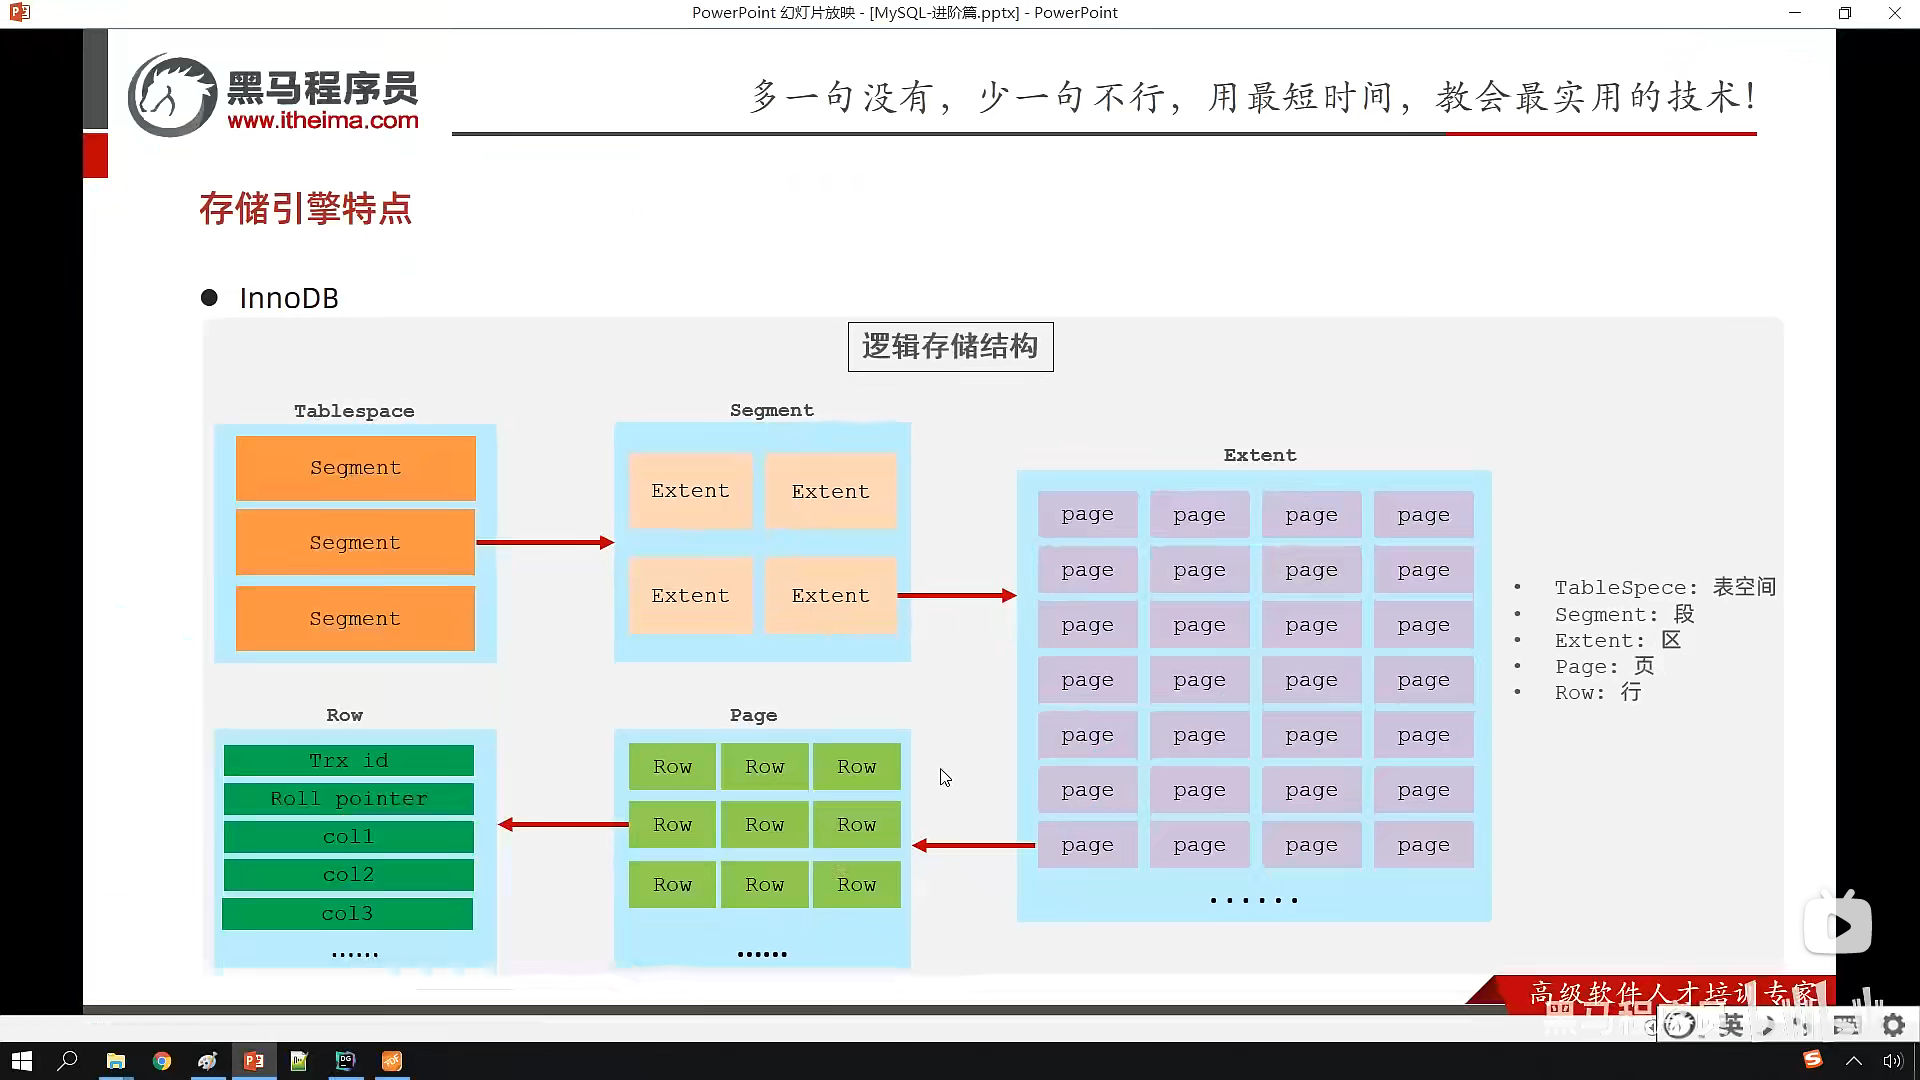 PowerPoint 幻灯片放映 - [MySQL-进阶篇.pptx] - PowerPoint
黑马程序员
www.itheima.com
多一句没有，少一句不行，用最短时间，教会最实用的技术！
存储引擎特点
● InnoDB
逻辑存储结构
Tablespace
Segment
Segment
Segment
Segment
Extent Extent
Extent Extent
Extent
page page page page
page page page page
page page page page
page page page page
page page page page
page page page page
page page page page
......
• TableSpece: 表空间
• Segment: 段
• Extent: 区
• Page: 页
• Row: 行
Row
Trx id
Roll pointer
col1
col2
col3
......
Page
Row Row Row
Row Row Row
Row Row Row
......
高级软件人才培训专家
黑马程序员
英